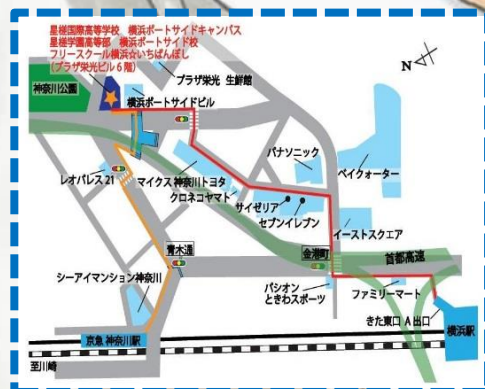 星槎国際高等学校 横浜ポートサイドキャンパス
星槎学園高等部 横浜ポートサイド校
フリースクール横浜☆いちばんぼし
(プラザ栄光ビル6階)
N
神奈川公園
プラザ栄光 生鮮館
横浜ポートサイドビル
パナソニック
ベイクォーター
レオパレス21
マイクス 神奈川トヨタ
クロネコヤマト
サイゼリア
セブンイレブン
イーストスクエア
青木通
金港町
首都高速
シーアイマンション神奈川
パシオン
ときわスポーツ
ファミリーマート
きた東口 A出口
京急 神奈川駅
横浜駅
至川崎